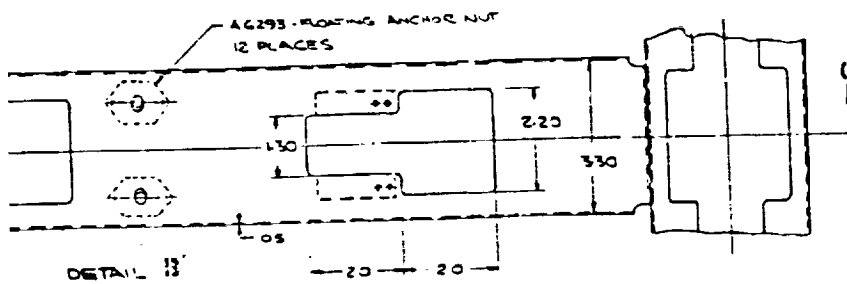 A6293-FLOATING ANCHOR NUT
12 PLACES
1.30
2.20
3.30
.05
2.0
2.0
DETAIL